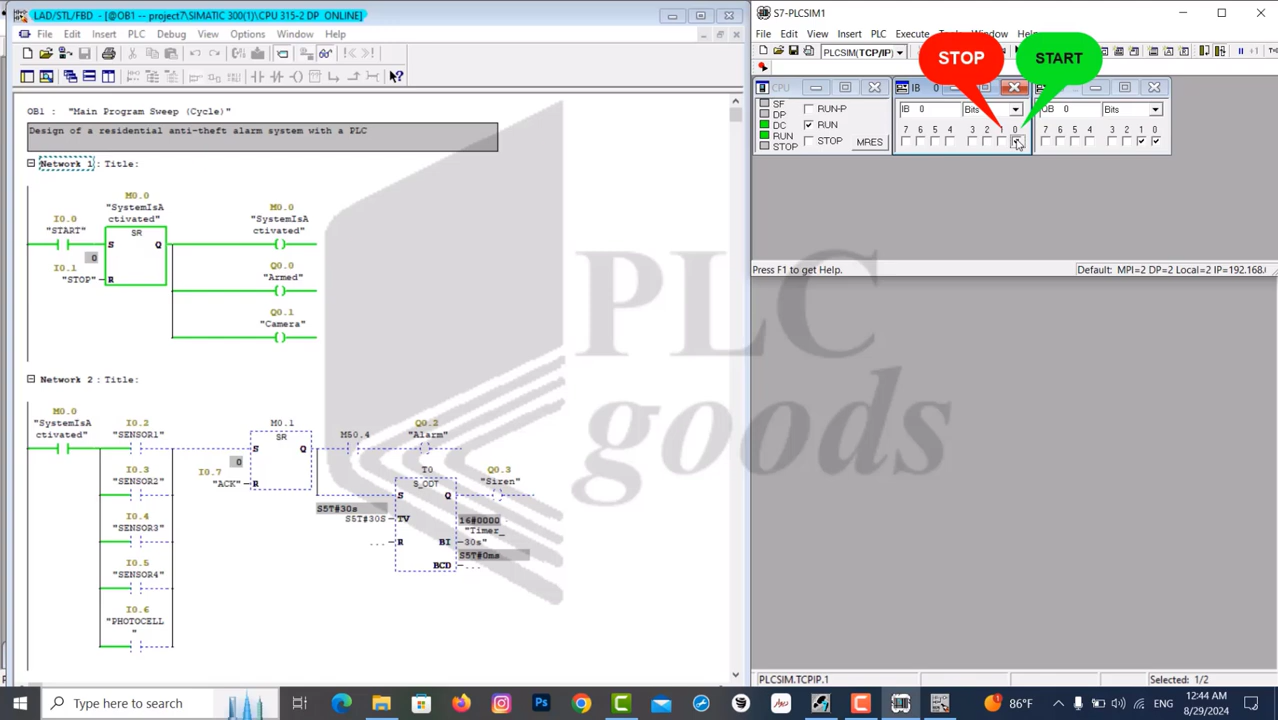 LAD/STL/FBD - [@OB1 -- project7\SIMATIC 300(1)\CPU 315-2 DP ONLINE]
File Edit Insert PLC Debug View Options Window Help
OB1 : "Main Program Sweep (Cycle)"
Design of a residential anti-theft alarm system with a PLC
Network 1 : Title:
M0.0
"SystemIsA
ctivated"
SR
I0.0
"START"
S
Q
0
I0.1
"STOP"
R
M0.0
"SystemIsA
ctivated"
Q0.0
"Armed"
Q0.1
"Camera"
Network 2 : Title:
M0.0
"SystemIsA
ctivated"
I0.2
"SENSOR1"
I0.3
"SENSOR2"
I0.4
"SENSOR3"
I0.5
"SENSOR4"
I0.6
"PHOTOCELL
"
M0.1
SR
S
Q
0
I0.7
"ACK"
R
M50.4
Q0.2
"Alarm"
T0
S_ODT
S
Q
Q0.3
"Siren"
S5T#30s
S5T#30S
TV
16#0000
"Timer_
30s"
... R
BI
S5T#0ms
BCD ...
S7-PLCSIM1
File Edit View Insert PLC Execute Window Help
PLCSIM(TCP/IP)
STOP
START
CPU
SF
DP
DC
RUN
STOP
RUN-P
RUN
STOP
MRES
IB 0
IB 0 Bits
7 6 5 4 3 2 1 0
QB 0 Bits
7 6 5 4 3 2 1 0
Press F1 to get Help.
Default: MPI=2 DP=2 Local=2 IP=192.168.
PLC
goods
PLCSIM.TCPIP.1
Selected: 1/2
Type here to search
86°F
ENG
12:44 AM
8/29/2024